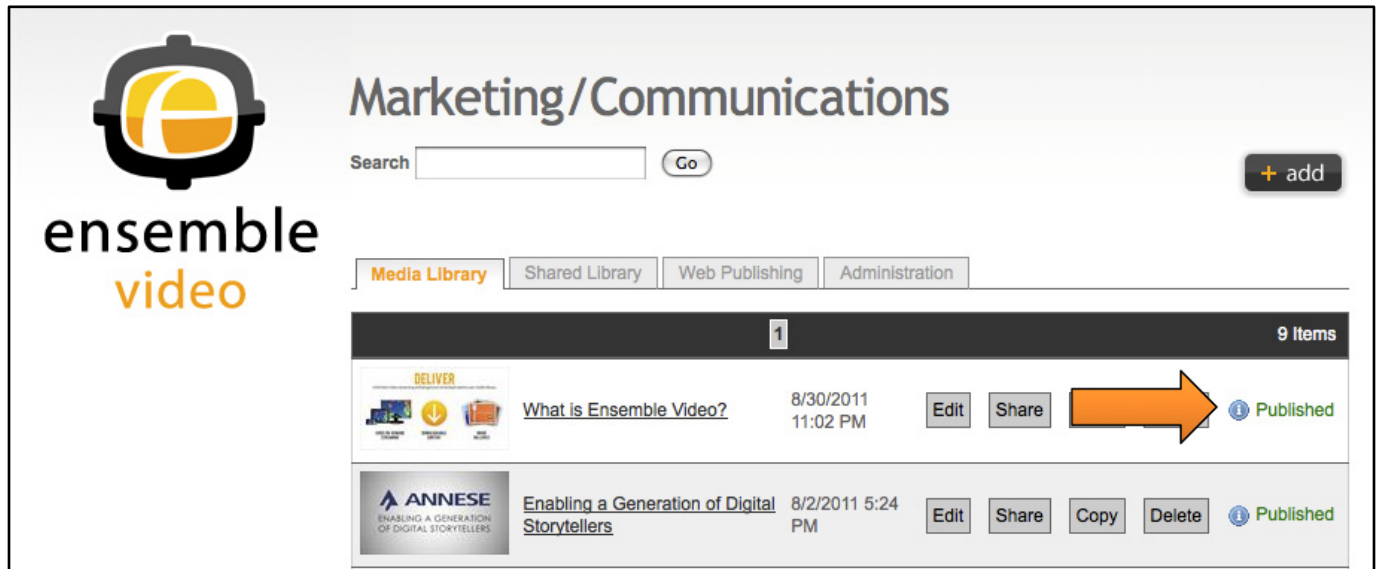 Marketing/Communications
Search
Go
+ add
ensemble
video
Media Library
Shared Library
Web Publishing
Administration
1
9 Items
DELIVER
What is Ensemble Video?
8/30/2011
11:02 PM
Edit
Share
Published
ANNESE
ENABLING A GENERATION
OF DIGITAL STORYTELLERS
Enabling a Generation of Digital
Storytellers
8/2/2011 5:24
PM
Edit
Share
Copy
Delete
Published